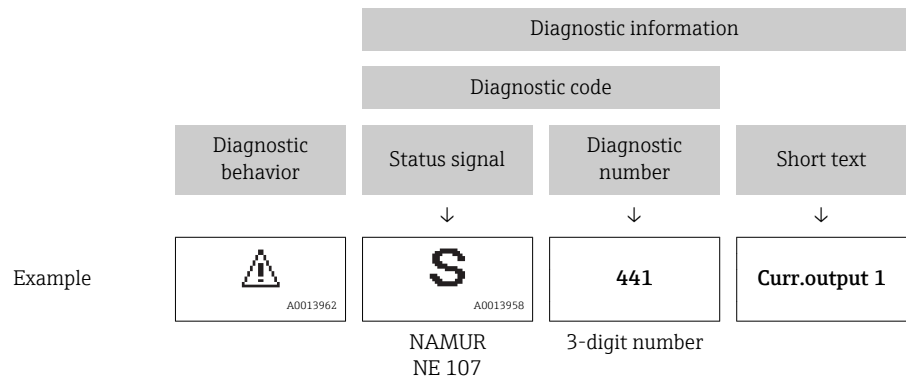 Diagnostic information
Diagnostic code
Diagnostic
behavior
Status signal
Diagnostic
number
Short text
↓ ↓ ↓
Example
S
441
Curr.output 1
A0013962
A0013958
NAMUR
NE 107
3-digit number